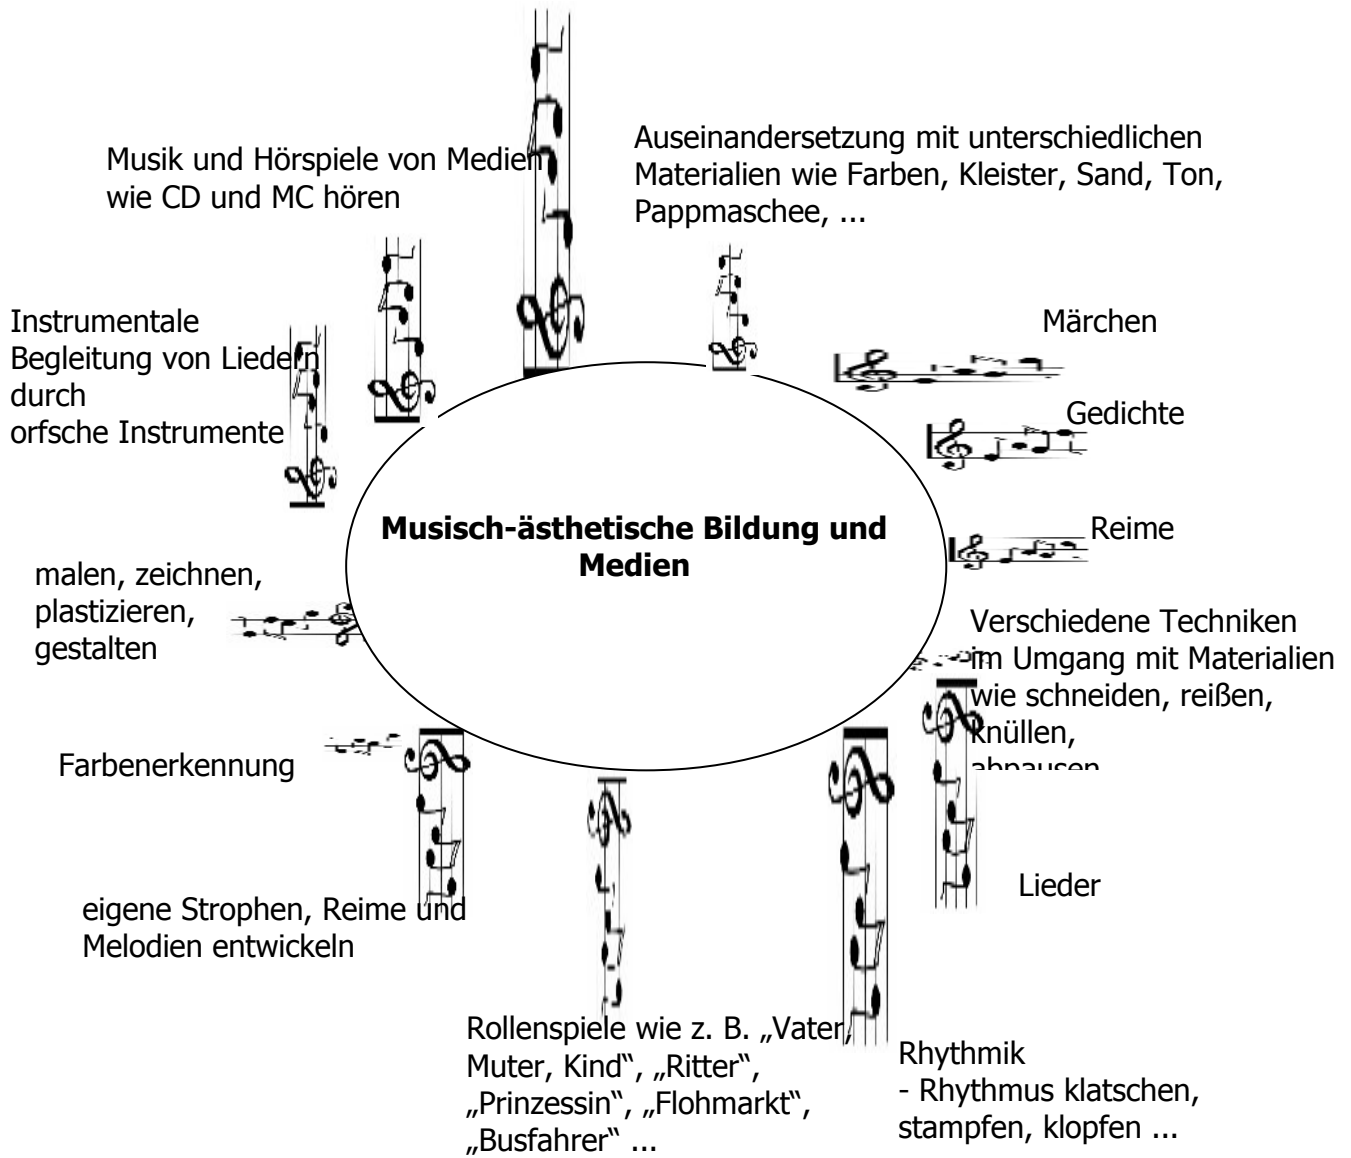 Musik und Hörspiele von Medien
wie CD und MC hören
Auseinandersetzung mit unterschiedlichen
Materialien wie Farben, Kleister, Sand, Ton,
Pappmaschee, ...
Instrumentale
Begleitung von Liedern
durch
orfsche Instrumente
Märchen
Gedichte
Reime
Musisch-ästhetische Bildung und
Medien
malen, zeichnen,
plastizieren,
gestalten
Verschiedene Techniken
im Umgang mit Materialien
wie schneiden, reißen,
knüllen,
abpausen
Farbenerkennung
Lieder
eigene Strophen, Reime und
Melodien entwickeln
Rollenspiele wie z. B. „Vater,
Muter, Kind“, „Ritter“,
„Prinzessin“, „Flohmarkt“,
„Busfahrer“ ...
Rhythmik
- Rhythmus klatschen,
stampfen, klopfen ...